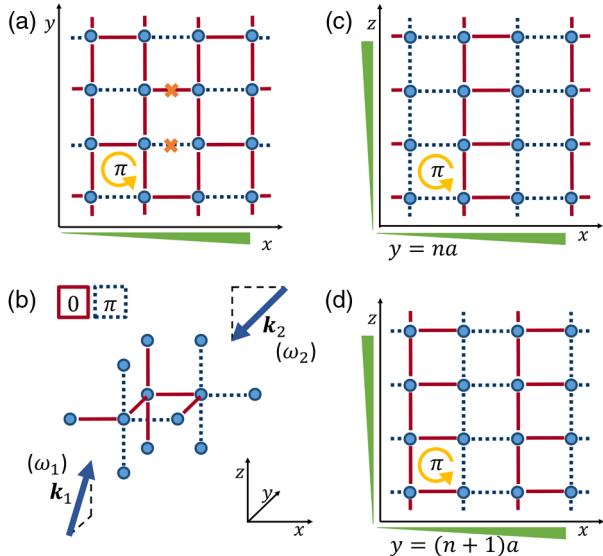 (a)
y
π
x
(b)
0
π
k₂
(ω₂)
(ω₁)
k₁
z
y
x
(c)
z
π
x
y = na
(d)
z
π
x
y = (n + 1)a